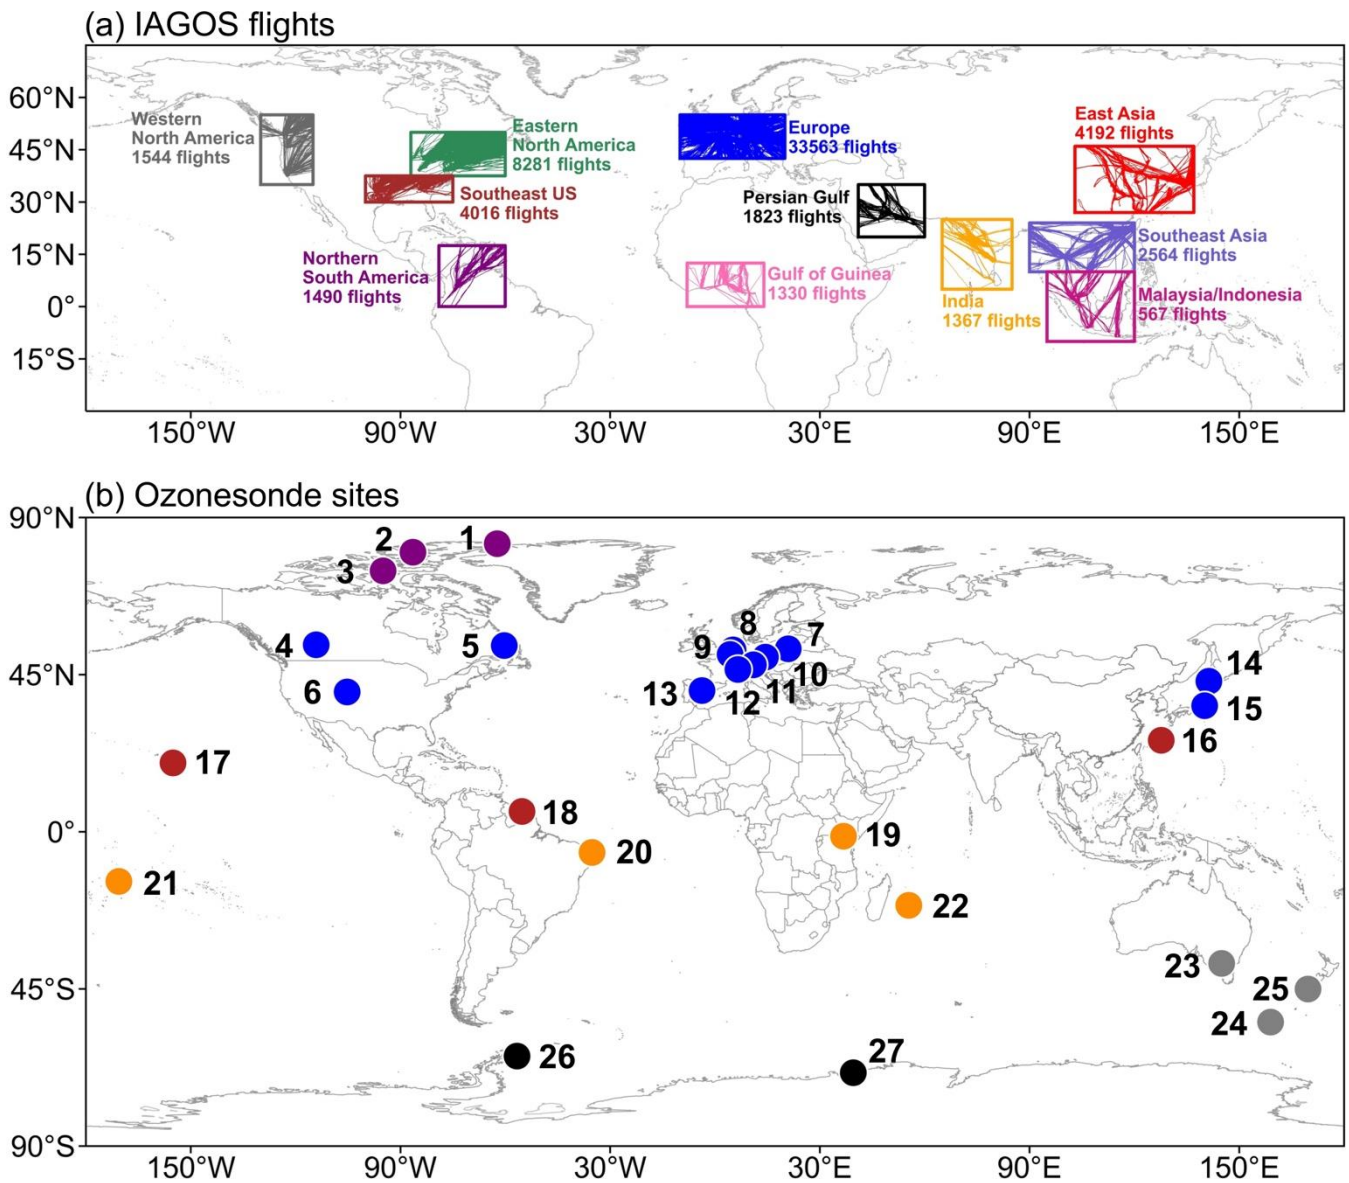 (a) IAGOS flights
60°N
45°N
30°N
15°N
0°
15°S
Western
North America
1544 flights
Eastern
North America
8281 flights
Southeast US
4016 flights
Northern
South America
1490 flights
Europe
33563 flights
Persian Gulf
1823 flights
Gulf of Guinea
1330 flights
India
1367 flights
East Asia
4192 flights
Southeast Asia
2564 flights
Malaysia/Indonesia
567 flights
150°W 90°W 30°W 30°E 90°E 150°E
(b) Ozonesonde sites
90°N
45°N
0°
45°S
90°S
1
2
3
4
5
6
7
8
9
10
11
12
13
14
15
16
17
18
19
20
21
22
23
24
25
26
27
150°W 90°W 30°W 30°E 90°E 150°E